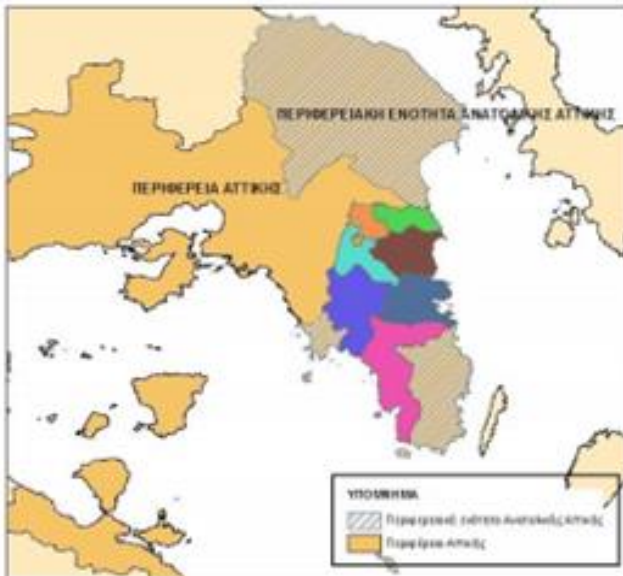 ΠΕΡΙΦΕΡΕΙΑΚΗ ΕΝΟΤΗΤΑ ΑΝΑΤΟΛΙΚΗΣ ΑΤΤΙΚΗΣ
ΠΕΡΙΦΕΡΕΙΑ ΑΤΤΙΚΗΣ
ΥΠΟΜΝΗΜΑ
Περιφερειακή ενότητα Ανατολικής Αττικής
Περιφέρεια Αττικής